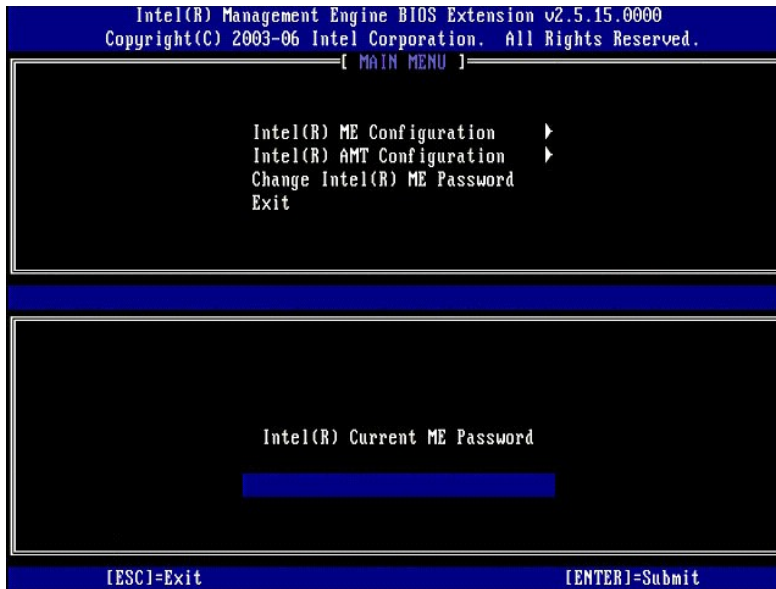 Intel(R) Management Engine BIOS Extension v2.5.15.0000
Copyright(C) 2003-06 Intel Corporation. All Rights Reserved.
[ MAIN MENU ]
Intel(R) ME Configuration
Intel(R) AMT Configuration
Change Intel(R) ME Password
Exit
Intel(R) Current ME Password
[ESC]=Exit [ENTER]=Submit